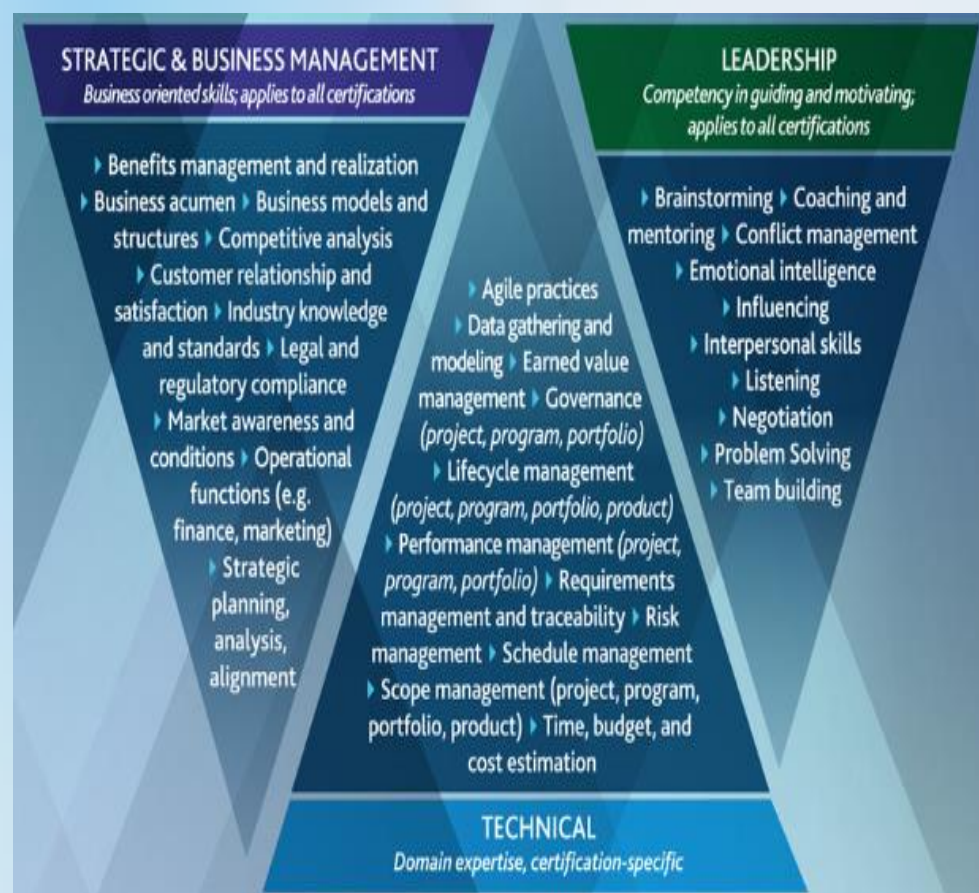 STRATEGIC & BUSINESS MANAGEMENT
Business oriented skills; applies to all certifications
Benefits management and realization
Business acumen Business models and
structures Competitive analysis
Customer relationship and
satisfaction Industry knowledge
and standards Legal and
regulatory compliance
Market awareness and
conditions Operational
functions (e.g.
finance, marketing)
Strategic
planning,
analysis,
alignment
Agile practices
Data gathering and
modeling Earned value
management Governance
(project, program, portfolio)
Lifecycle management
(project, program, portfolio, product)
Performance management (project,
program, portfolio) Requirements
management and traceability Risk
management Schedule management
Scope management (project, program,
portfolio, product) Time, budget, and
cost estimation
TECHNICAL
Domain expertise, certification-specific
LEADERSHIP
Competency in guiding and motivating;
applies to all certifications
Brainstorming Coaching and
mentoring Conflict management
Emotional intelligence
Influencing
Interpersonal skills
Listening
Negotiation
Problem Solving
Team building